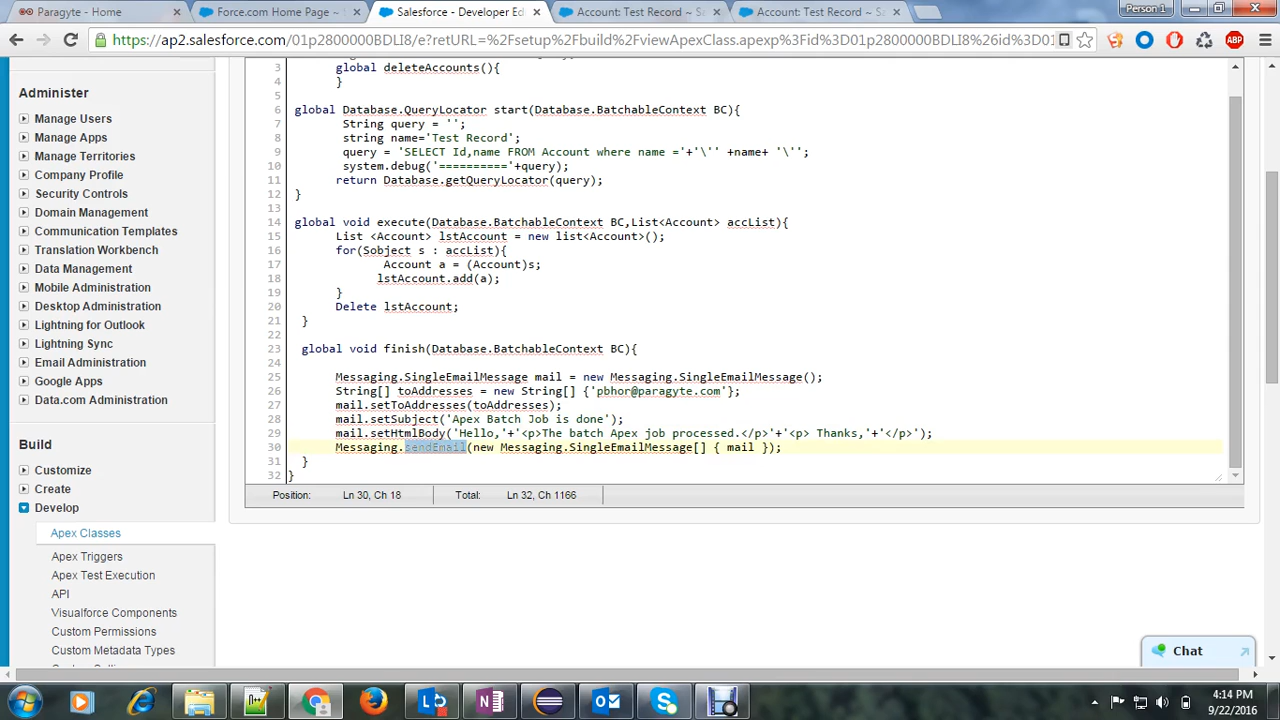 Paragyte - Home
Force.com Home Page ~
Salesforce - Developer Ed
Account: Test Record ~ Sa
Account: Test Record ~ Sa
Person 1
https://ap2.salesforce.com/01p2800000BDLI8/e?retURL=%2Fsetup%2Fbuild%2FviewApexClass.apexp%3Fid%3D01p2800000BDLI8%26id%3D01
ABP
Administer
Manage Users
Manage Apps
Manage Territories
Company Profile
Security Controls
Domain Management
Communication Templates
Translation Workbench
Data Management
Mobile Administration
Desktop Administration
Lightning for Outlook
Lightning Sync
Email Administration
Google Apps
Data.com Administration
Build
Customize
Create
Develop
Apex Classes
Apex Triggers
Apex Test Execution
API
Visualforce Components
Custom Permissions
Custom Metadata Types
3 global deleteAccounts(){
4 }
5
6 global Database.QueryLocator start(Database.BatchableContext BC){
7 String query = '';
8 string name='Test Record';
9 query = 'SELECT Id,name FROM Account where name ='+'\'' +name+ '\'';
10 system.debug('=========='+query);
11 return Database.getQueryLocator(query);
12 }
13
14 global void execute(Database.BatchableContext BC,List<Account> accList){
15 List <Account> lstAccount = new list<Account>();
16 for(Sobject s : accList){
17 Account a = (Account)s;
18 lstAccount.add(a);
19 }
20 Delete lstAccount;
21 }
22
23 global void finish(Database.BatchableContext BC){
24
25 Messaging.SingleEmailMessage mail = new Messaging.SingleEmailMessage();
26 String[] toAddresses = new String[] {'pbhor@paragyte.com'};
27 mail.setToAddresses(toAddresses);
28 mail.setSubject('Apex Batch Job is done');
29 mail.setHtmlBody('Hello,'+'<p>The batch Apex job processed.</p>'+'<p> Thanks,'+'</p>');
30 Messaging.sendEmail(new Messaging.SingleEmailMessage[] { mail });
31 }
32 }
Position: Ln 30, Ch 18 Total: Ln 32, Ch 1166
Chat
4:14 PM
9/22/2016